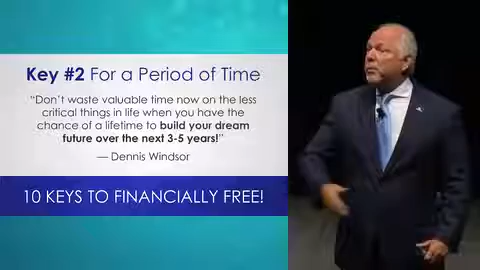 Key #2 For a Period of Time
“Don’t waste valuable time now on the less
critical things in life when you have the
chance of a lifetime to build your dream
future over the next 3-5 years!”
— Dennis Windsor
10 KEYS TO FINANCIALLY FREE!